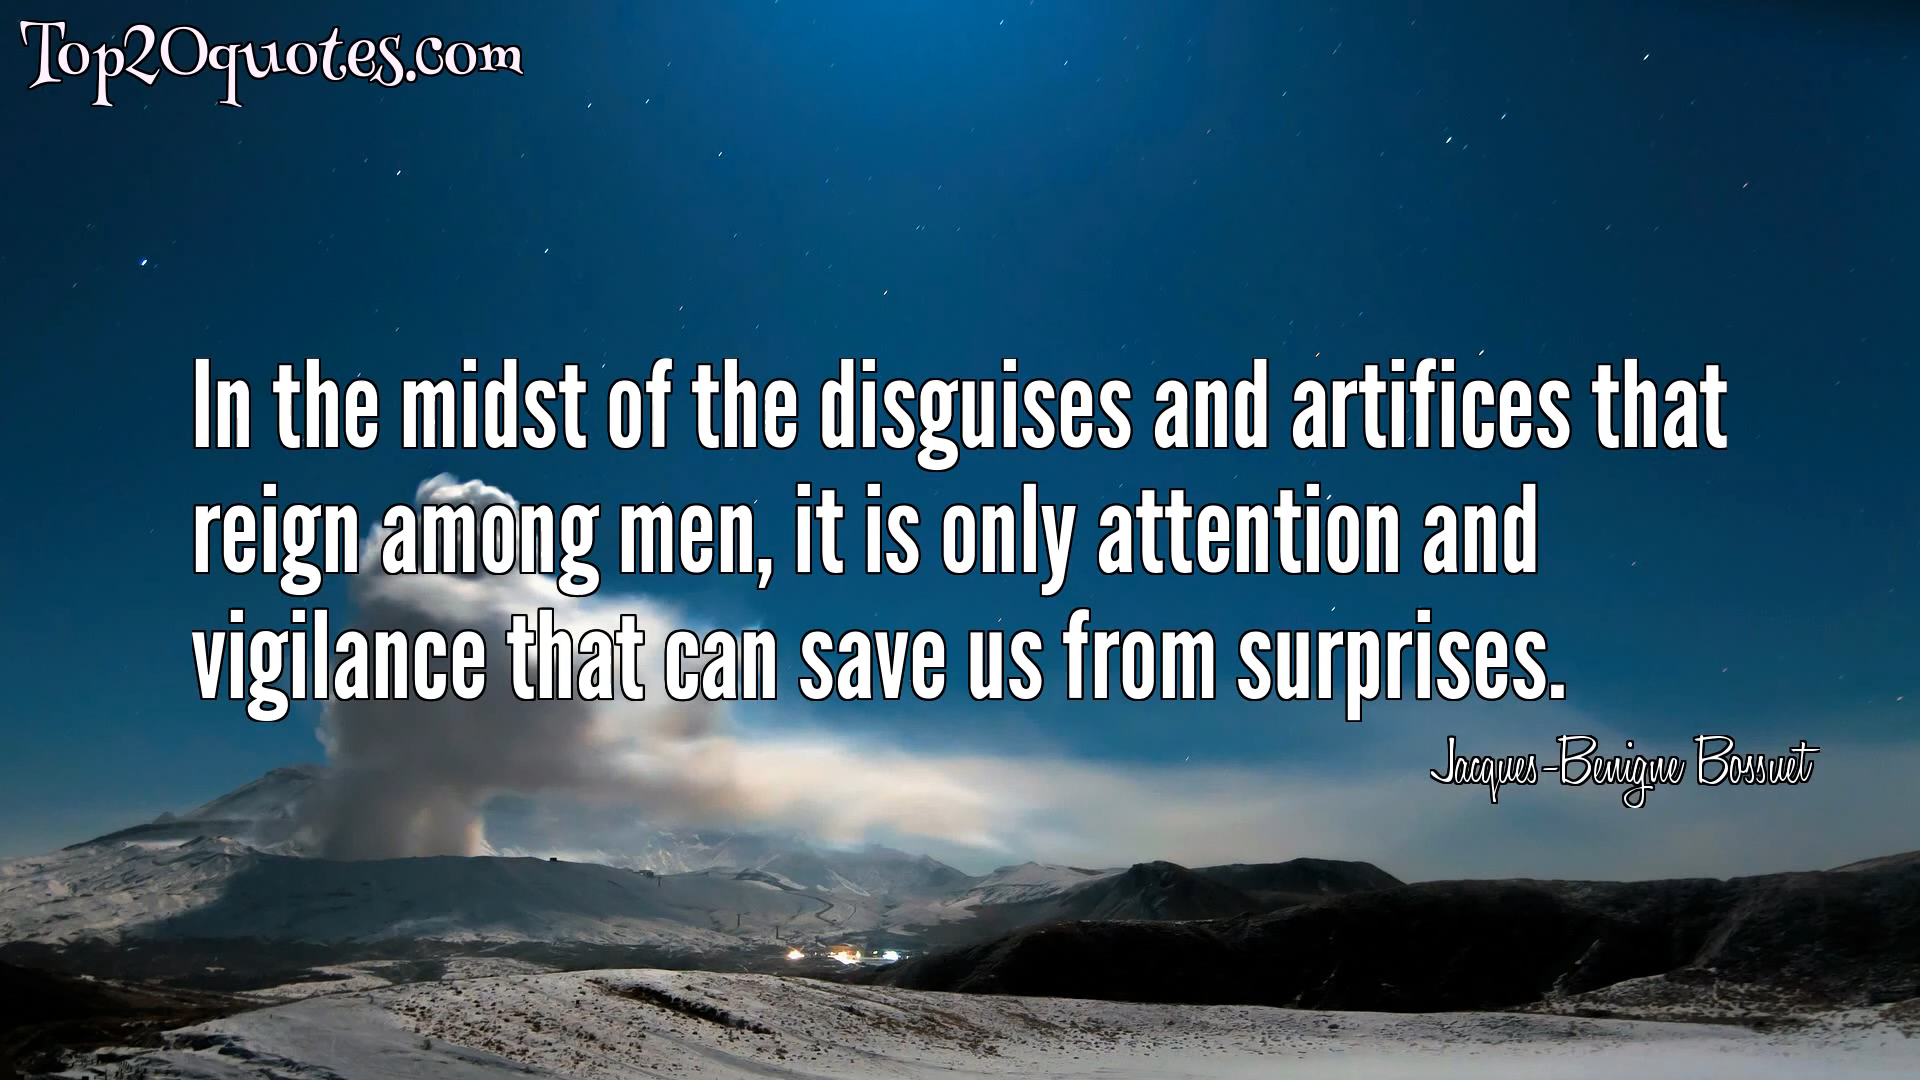 Top20quotes.com
In the midst of the disguises and artifices that
reign among men, it is only attention and
vigilance that can save us from surprises.
Jacques-Benigne Bossuet